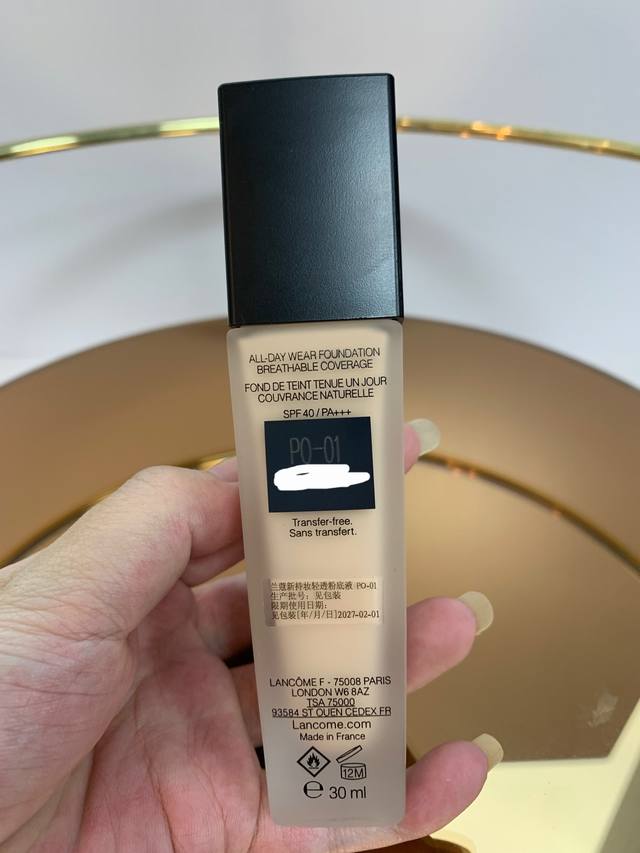 ALL-DAY WEAR FOUNDATION
BREATHABLE COVERAGE
FOND DE TEINT TENUE UN JOUR
COUVRANCE NATURELLE
SPF 40 / PA+++
PO-01
Transfer-free.
Sans transfert.
兰蔻新持妆轻透粉底液 PO-01
生产批号：见包装
限期使用日期：
见包装[年/月/日]2027-02-01
LANCÔME F - 75008 PARIS
LONDON W6 8AZ
TSA 75000
93584 ST OUEN CEDEX FR
Lancome.com
Made in France
12M
e 30 ml